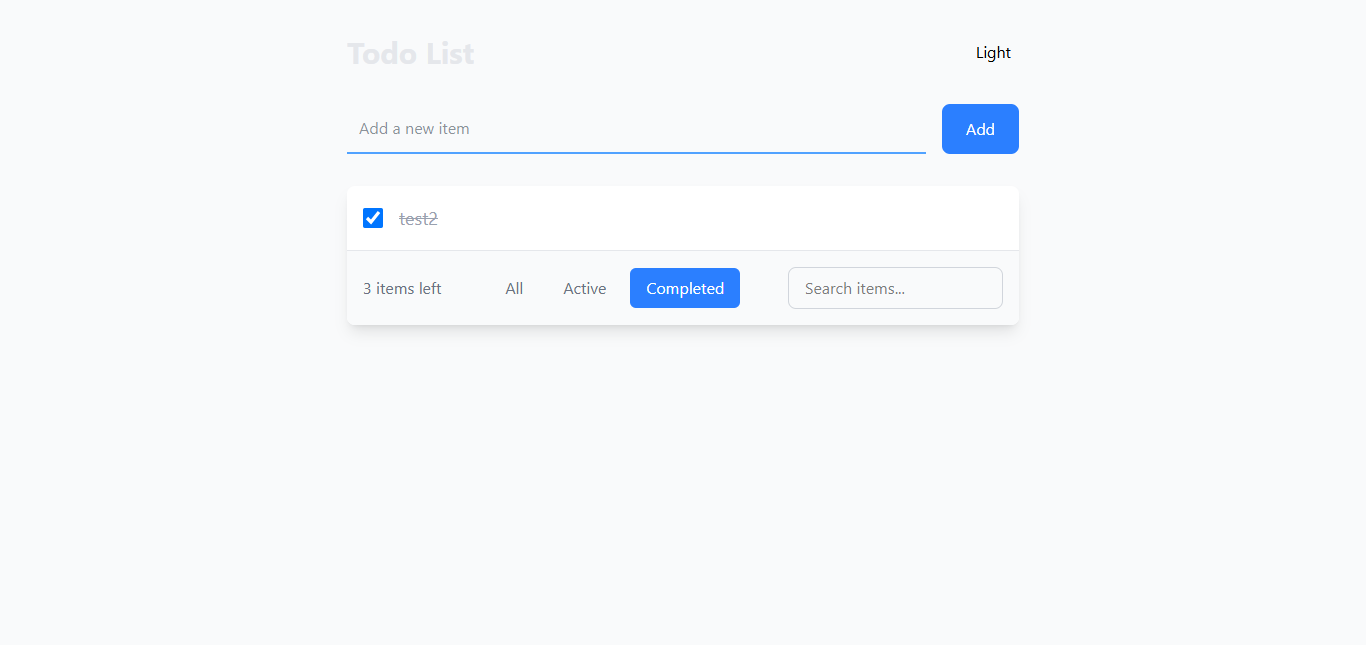 Todo List
Light
Add a new item
Add
test2
3 items left
All
Active
Completed
Search items...